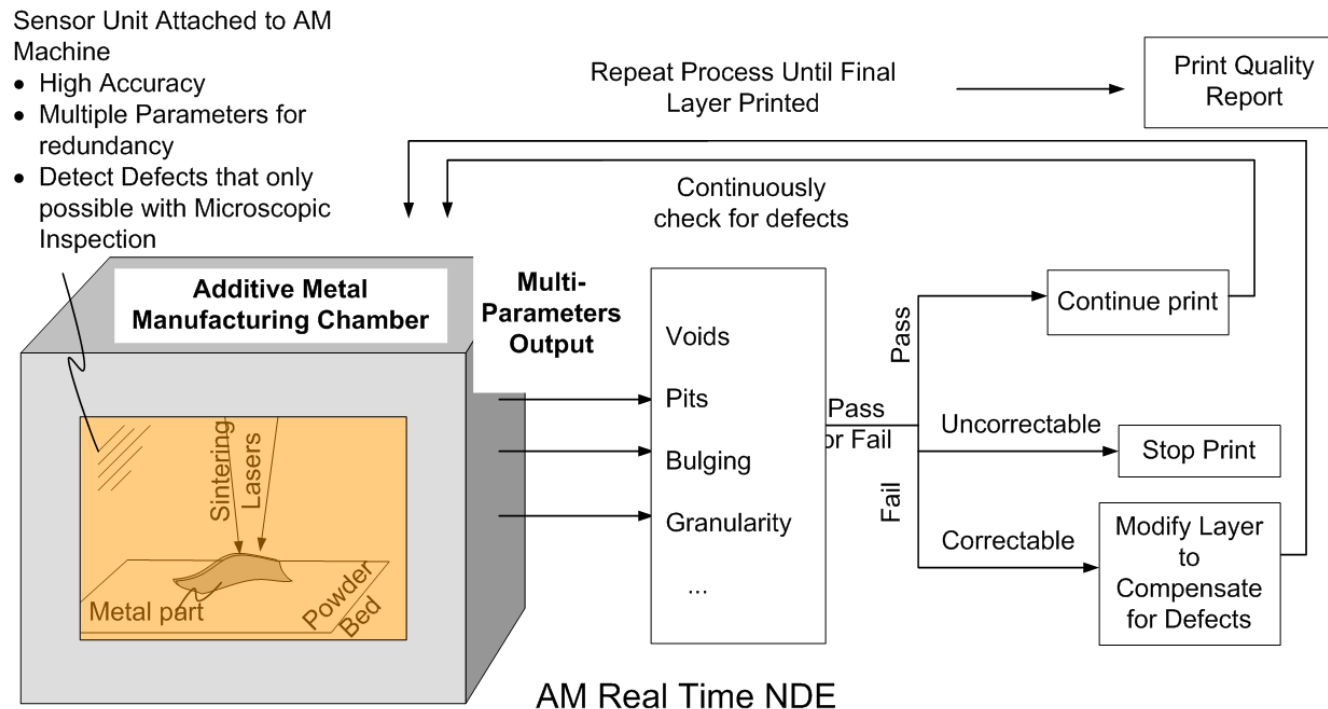 Sensor Unit Attached to AM
Machine
• High Accuracy
• Multiple Parameters for
redundancy
• Detect Defects that only
possible with Microscopic
Inspection
Repeat Process Until Final
Layer Printed
Print Quality
Report
Continuously
check for defects
Additive Metal
Manufacturing Chamber
Multi-
Parameters
Output
Sintering
Lasers
Metal part
Powder
Bed
Voids
Pits
Bulging
Granularity
...
Pass
or Fail
Pass
Continue print
Uncorrectable
Stop Print
Fail
Correctable
Modify Layer
to
Compensate
for Defects
AM Real Time NDE